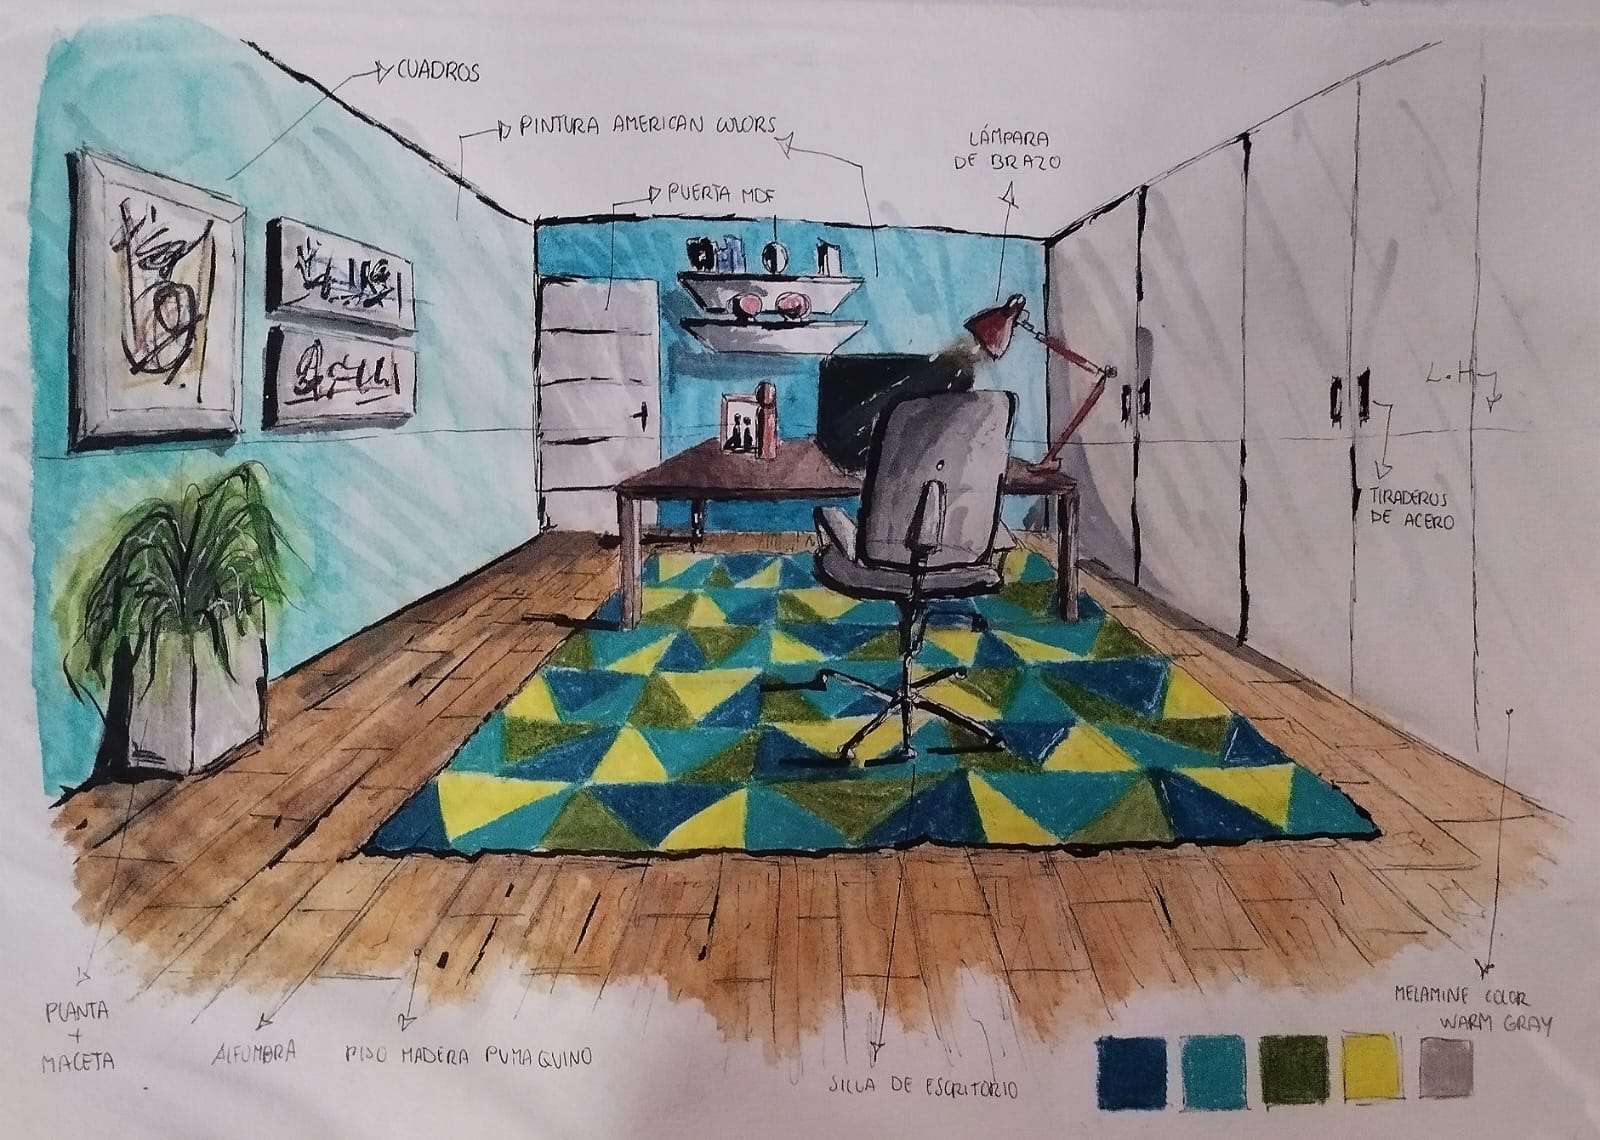 CUADROS
PINTURA AMERICAN COLORS
LÁMPARA
DE BRAZO
PUERTA MDF
TIRADEROS
DE ACERO
PLANTA
+
MACETA
ALFOMBRA
PISO MADERA PUMAQUINO
SILLA DE ESCRITORIO
MELAMINE COLOR
WARM GRAY